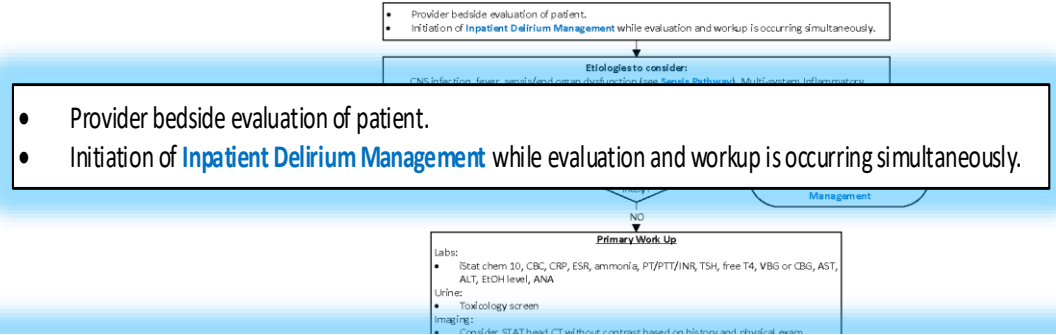 • Provider bedside evaluation of patient.
• Initiation of Inpatient Delirium Management while evaluation and workup is occurring simultaneously.
Etiologies to consider:
CNS infection, fever, sepsis/end organ dysfunction (see Sepsis Pathway), Multi-system Inflammatory
• Provider bedside evaluation of patient.
• Initiation of Inpatient Delirium Management while evaluation and workup is occurring simultaneously.
likely?
Management
NO
Primary Work Up
Labs:
• iStat chem 10, CBC, CRP, ESR, ammonia, PT/PTT/INR, TSH, free T4, VBG or CBG, AST,
ALT, EtOH level, ANA
Urine:
• Toxicology screen
Imaging:
• Consider STAT head CT without contrast based on history and physical exam